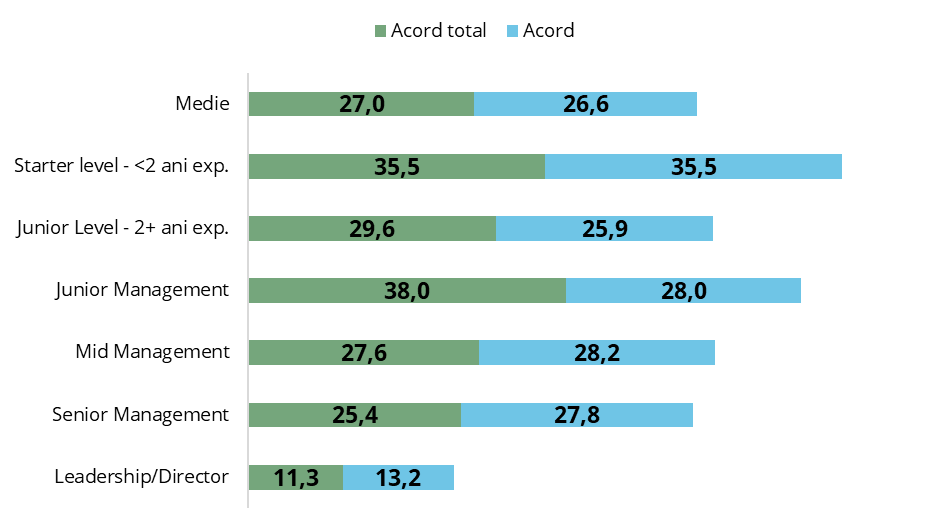 Acord total Acord
Medie 27,0 26,6
Starter level - <2 ani exp. 35,5 35,5
Junior Level - 2+ ani exp. 29,6 25,9
Junior Management 38,0 28,0
Mid Management 27,6 28,2
Senior Management 25,4 27,8
Leadership/Director 11,3 13,2